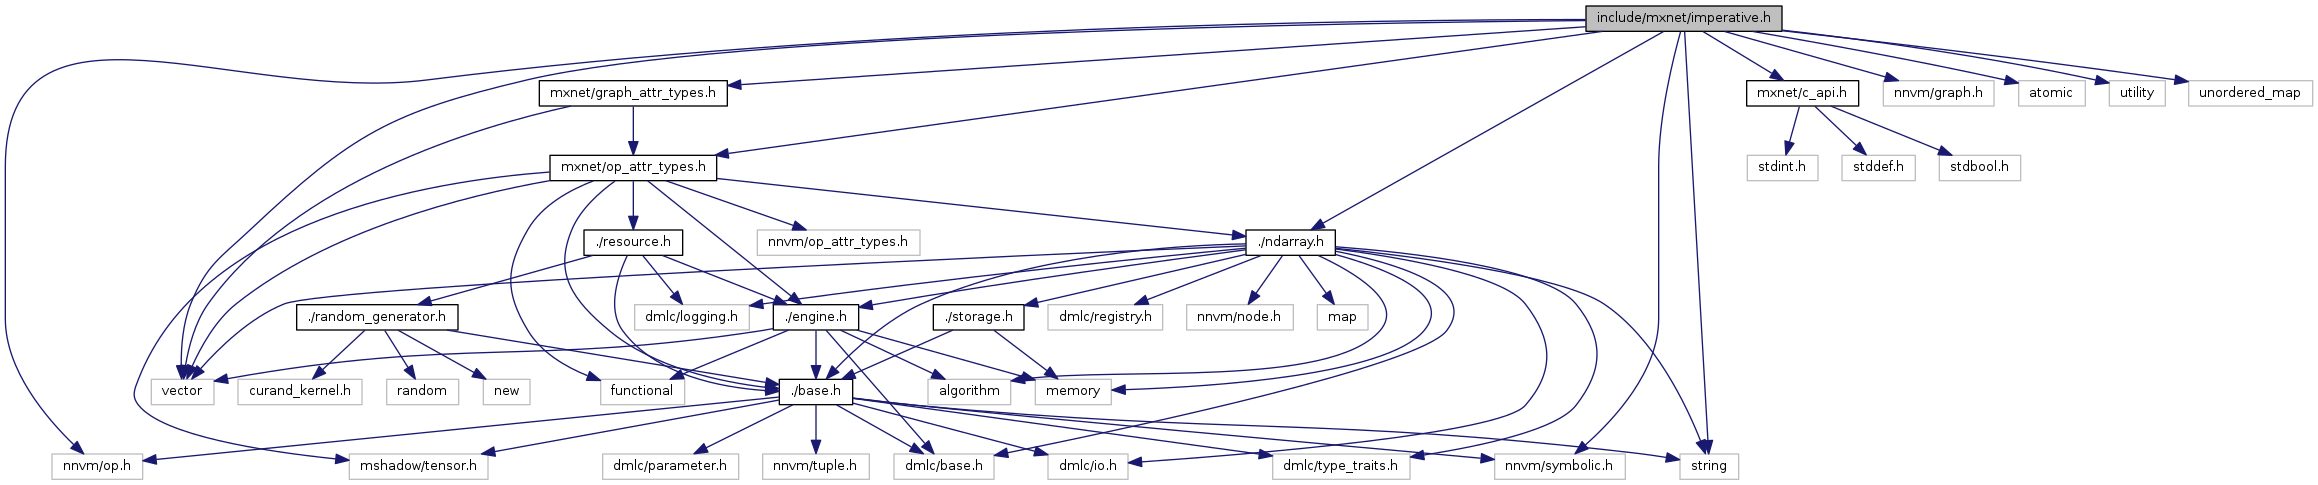 include/mxnet/imperative.h
mxnet/graph_attr_types.h
mxnet/c_api.h
nnvm/graph.h
atomic
utility
unordered_map
mxnet/op_attr_types.h
stdint.h
stddef.h
stdbool.h
./resource.h
nnvm/op_attr_types.h
./ndarray.h
./random_generator.h
dmlc/logging.h
./engine.h
./storage.h
dmlc/registry.h
nnvm/node.h
map
vector
curand_kernel.h
random
new
functional
./base.h
algorithm
memory
nnvm/op.h
mshadow/tensor.h
dmlc/parameter.h
nnvm/tuple.h
dmlc/base.h
dmlc/io.h
dmlc/type_traits.h
nnvm/symbolic.h
string